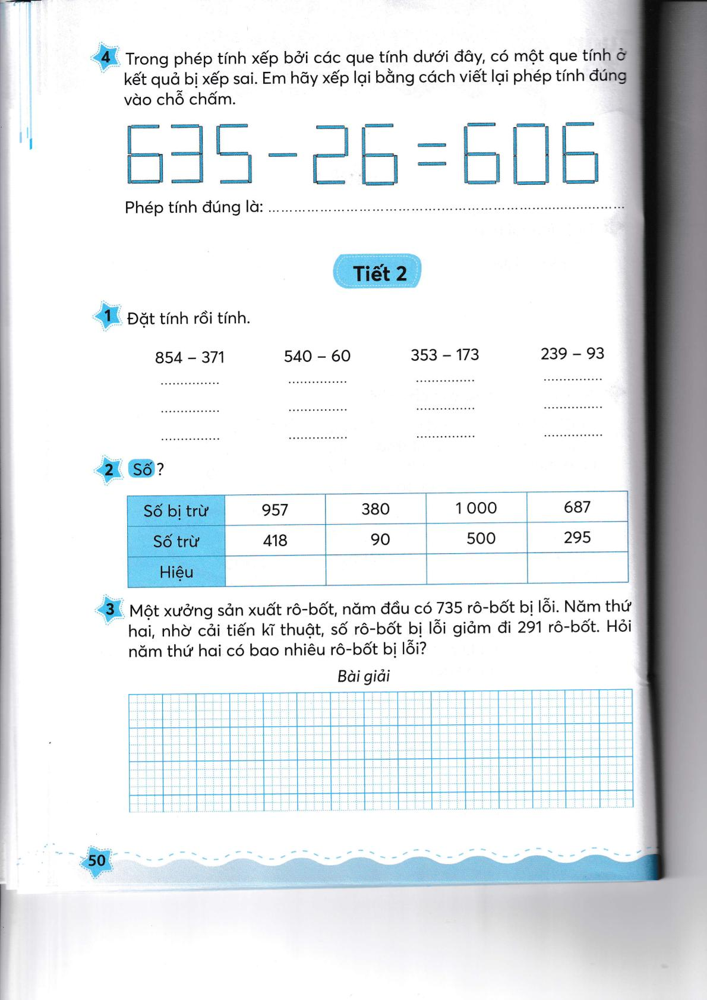 4 Trong phép tính xếp bởi các que tính dưới đây, có một que tính ở
kết quả bị xếp sai. Em hãy xếp lại bằng cách viết lại phép tính đúng
vào chỗ chấm.
635 – 26 = 606
Phép tính đúng là: ................................................................................
Tiết 2
1 Đặt tính rồi tính.
854 – 371 540 – 60 353 – 173 239 – 93
............... ............... ............... ...............
............... ............... ............... ...............
............... ............... ............... ...............
2 Số ?
Số bị trừ 957 380 1 000 687
Số trừ 418 90 500 295
Hiệu
3 Một xưởng sản xuất rô-bốt, năm đầu có 735 rô-bốt bị lỗi. Năm thứ
hai, nhờ cải tiến kĩ thuật, số rô-bốt bị lỗi giảm đi 291 rô-bốt. Hỏi
năm thứ hai có bao nhiêu rô-bốt bị lỗi?
Bài giải
50